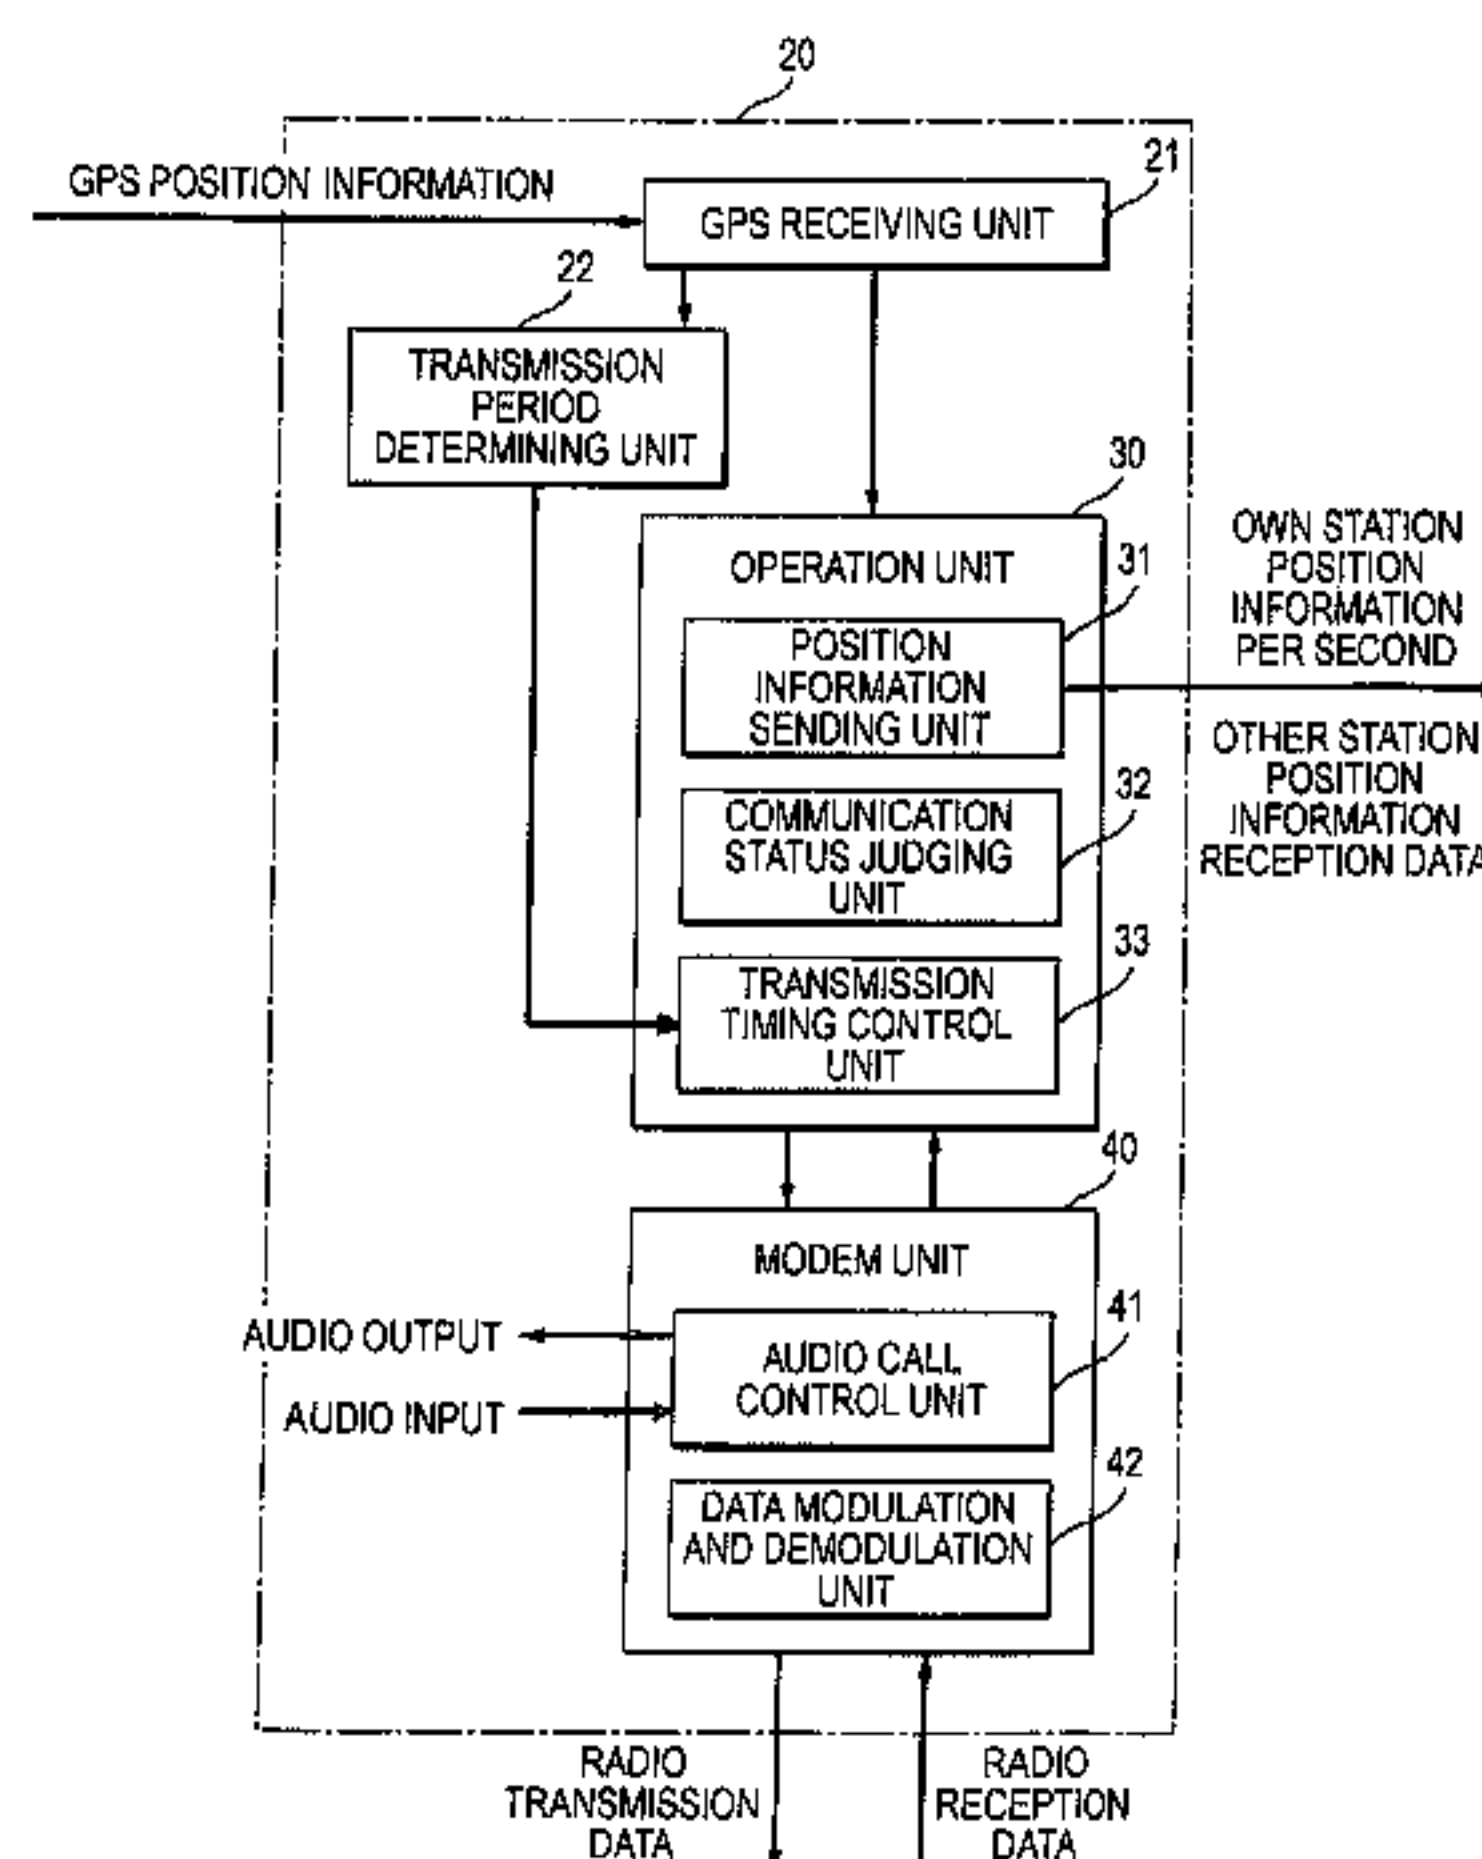 20
GPS POSITION INFORMATION
21
GPS RECEIVING UNIT
22
TRANSMISSION
PERIOD
DETERMINING UNIT
30
OPERATION UNIT
31
POSITION
INFORMATION
SENDING UNIT
OWN STATION
POSITION
INFORMATION
PER SECOND
OTHER STATION
POSITION
INFORMATION
RECEPTION DATA
32
COMMUNICATION
STATUS JUDGING
UNIT
33
TRANSMISSION
TIMING CONTROL
UNIT
40
MODEM UNIT
41
AUDIO CALL
CONTROL UNIT
AUDIO OUTPUT
AUDIO INPUT
42
DATA MODULATION
AND DEMODULATION
UNIT
RADIO
TRANSMISSION
DATA
RADIO
RECEPTION
DATA